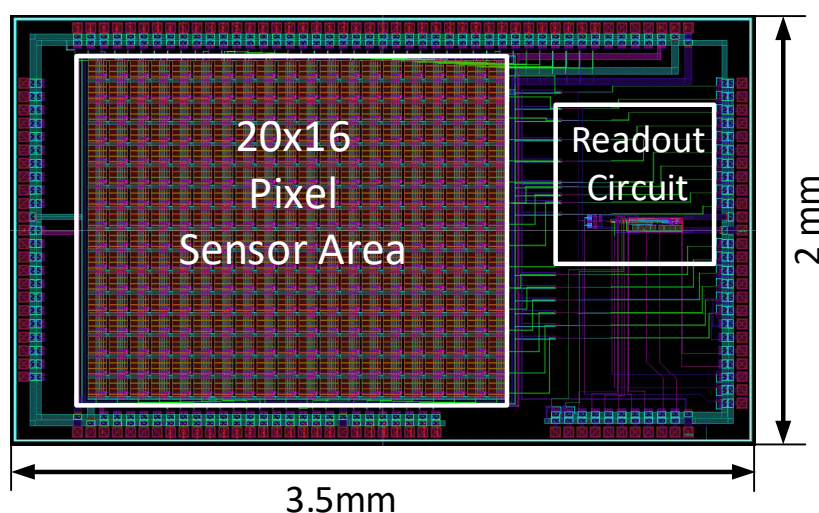 20x16
Pixel
Sensor Area
Readout
Circuit
2 mm
3.5mm